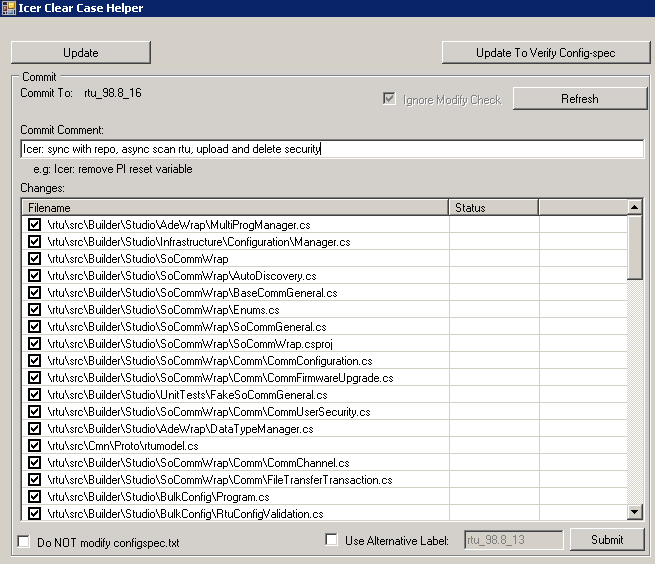 Icer Clear Case Helper
Update
Update To Verify Config-spec
Commit
Commit To: rtu_98.8_16
Ignore Modify Check
Refresh
Commit Comment:
Icer: sync with repo, async scan rtu, upload and delete security
e.g: Icer: remove PI reset variable
Changes:
Filename Status
\rtu\src\Builder\Studio\AdeWrap\MultiProgManager.cs
\rtu\src\Builder\Studio\Infrastructure\Configuration\Manager.cs
\rtu\src\Builder\Studio\SoCommWrap
\rtu\src\Builder\Studio\SoCommWrap\AutoDiscovery.cs
\rtu\src\Builder\Studio\SoCommWrap\BaseCommGeneral.cs
\rtu\src\Builder\Studio\SoCommWrap\Enums.cs
\rtu\src\Builder\Studio\SoCommWrap\SoCommGeneral.cs
\rtu\src\Builder\Studio\SoCommWrap\SoCommWrap.csproj
\rtu\src\Builder\Studio\SoCommWrap\Comm\CommConfiguration.cs
\rtu\src\Builder\Studio\SoCommWrap\Comm\CommFirmwareUpgrade.cs
\rtu\src\Builder\Studio\UnitTests\FakeSoCommGeneral.cs
\rtu\src\Builder\Studio\SoCommWrap\Comm\CommUserSecurity.cs
\rtu\src\Builder\Studio\AdeWrap\DataTypeManager.cs
\rtu\src\Cmn\Proto\rtumodel.cs
\rtu\src\Builder\Studio\SoCommWrap\Comm\CommChannel.cs
\rtu\src\Builder\Studio\SoCommWrap\Comm\FileTransferTransaction.cs
\rtu\src\Builder\Studio\BulkConfig\Program.cs
\rtu\src\Builder\Studio\BulkConfig\RtuConfigValidation.cs
Do NOT modify configspec.txt
Use Alternative Label: rtu_98.8_13
Submit